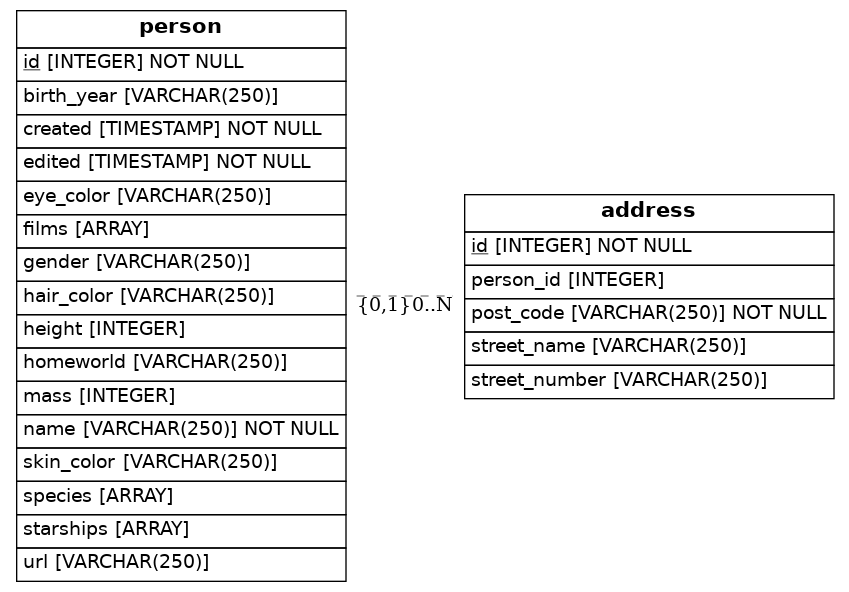 person
id [INTEGER] NOT NULL
birth_year [VARCHAR(250)]
created [TIMESTAMP] NOT NULL
edited [TIMESTAMP] NOT NULL
eye_color [VARCHAR(250)]
films [ARRAY]
gender [VARCHAR(250)]
hair_color [VARCHAR(250)]
height [INTEGER]
homeworld [VARCHAR(250)]
mass [INTEGER]
name [VARCHAR(250)] NOT NULL
skin_color [VARCHAR(250)]
species [ARRAY]
starships [ARRAY]
url [VARCHAR(250)]
{0,1}0..N
address
id [INTEGER] NOT NULL
person_id [INTEGER]
post_code [VARCHAR(250)] NOT NULL
street_name [VARCHAR(250)]
street_number [VARCHAR(250)]